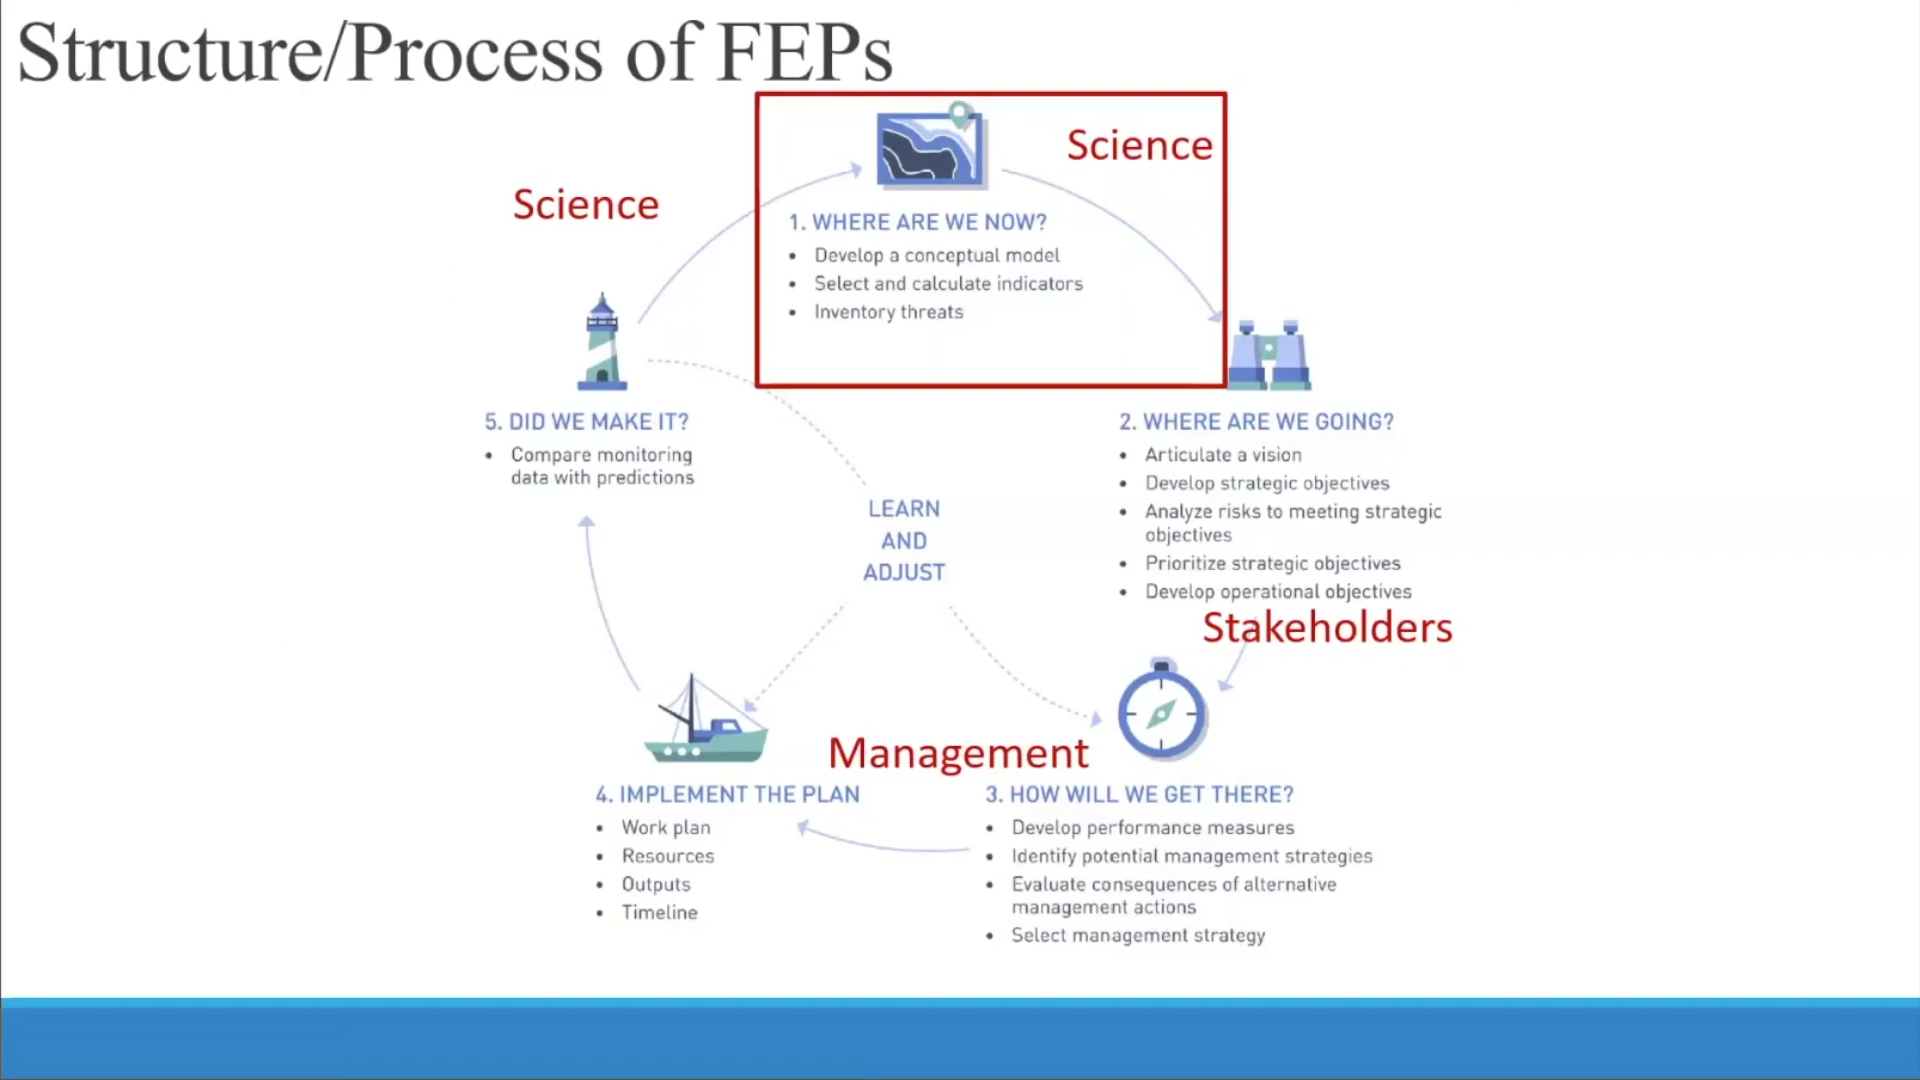 Structure/Process of FEPs
Science
Science
1. WHERE ARE WE NOW?
• Develop a conceptual model
• Select and calculate indicators
• Inventory threats
2. WHERE ARE WE GOING?
• Articulate a vision
• Develop strategic objectives
• Analyze risks to meeting strategic
objectives
• Prioritize strategic objectives
• Develop operational objectives
Stakeholders
5. DID WE MAKE IT?
• Compare monitoring
data with predictions
LEARN
AND
ADJUST
Management
3. HOW WILL WE GET THERE?
• Develop performance measures
• Identify potential management strategies
• Evaluate consequences of alternative
management actions
• Select management strategy
4. IMPLEMENT THE PLAN
• Work plan
• Resources
• Outputs
• Timeline